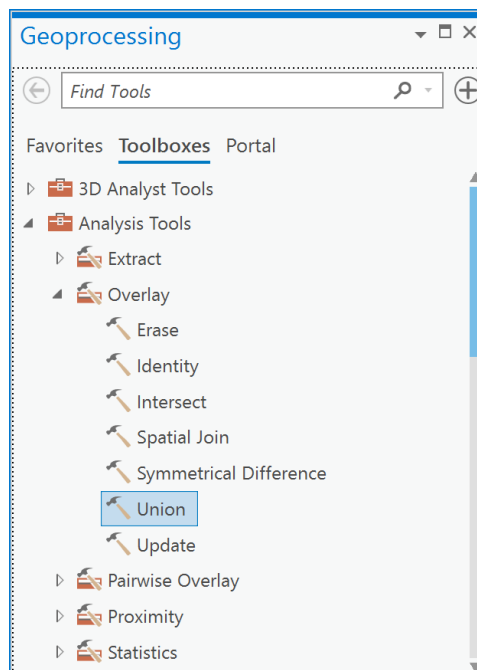 Geoprocessing
Find Tools
Favorites Toolboxes Portal
3D Analyst Tools
Analysis Tools
Extract
Overlay
Erase
Identity
Intersect
Spatial Join
Symmetrical Difference
Union
Update
Pairwise Overlay
Proximity
Statistics